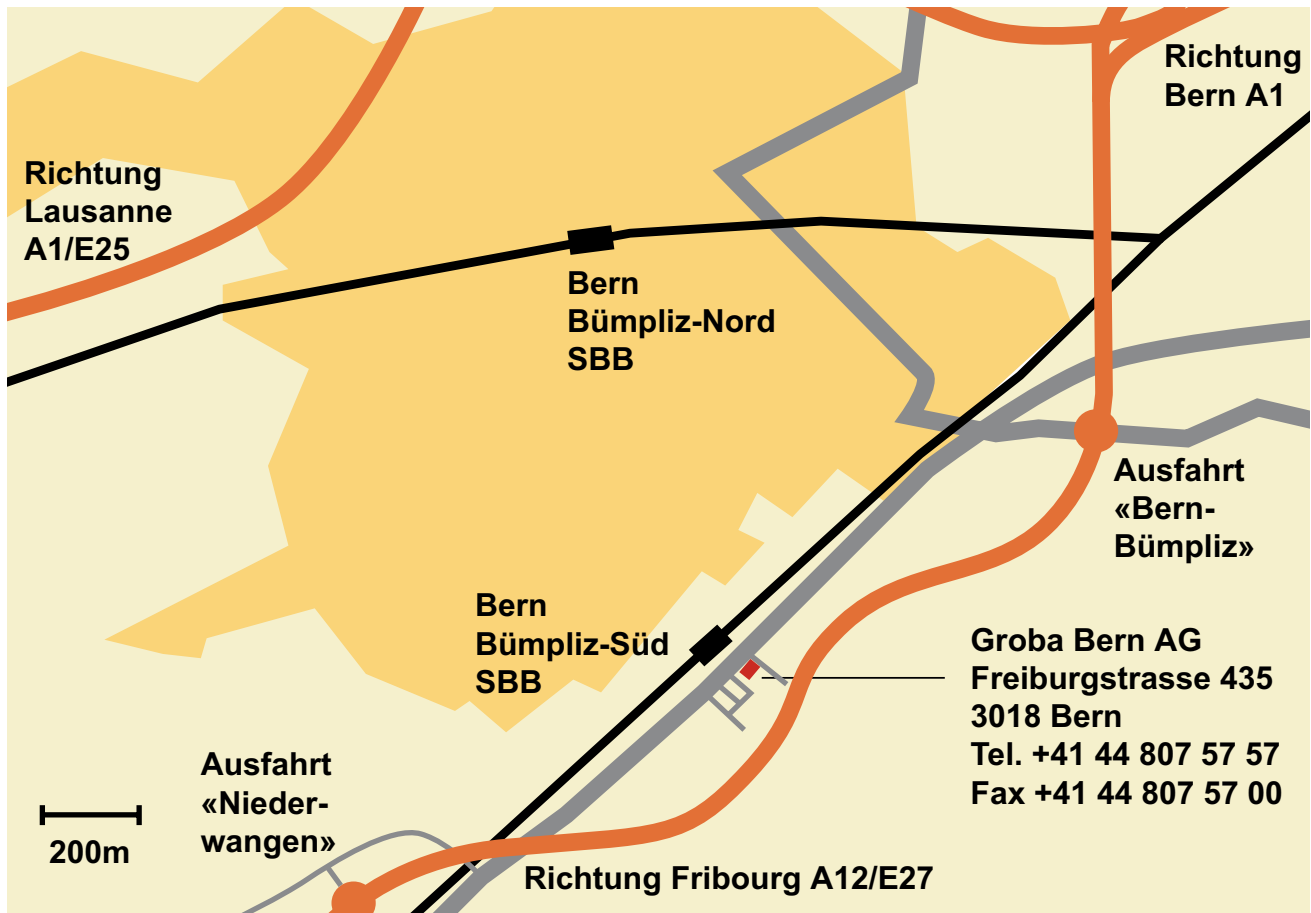 Richtung
Bern A1
Richtung
Lausanne
A1/E25
Bern
Bümpliz-Nord
SBB
Ausfahrt
«Bern-
Bümpliz»
Bern
Bümpliz-Süd
SBB
Groba Bern AG
Freiburgstrasse 435
3018 Bern
Tel. +41 44 807 57 57
Fax +41 44 807 57 00
Ausfahrt
«Nieder-
wangen»
200m
Richtung Fribourg A12/E27